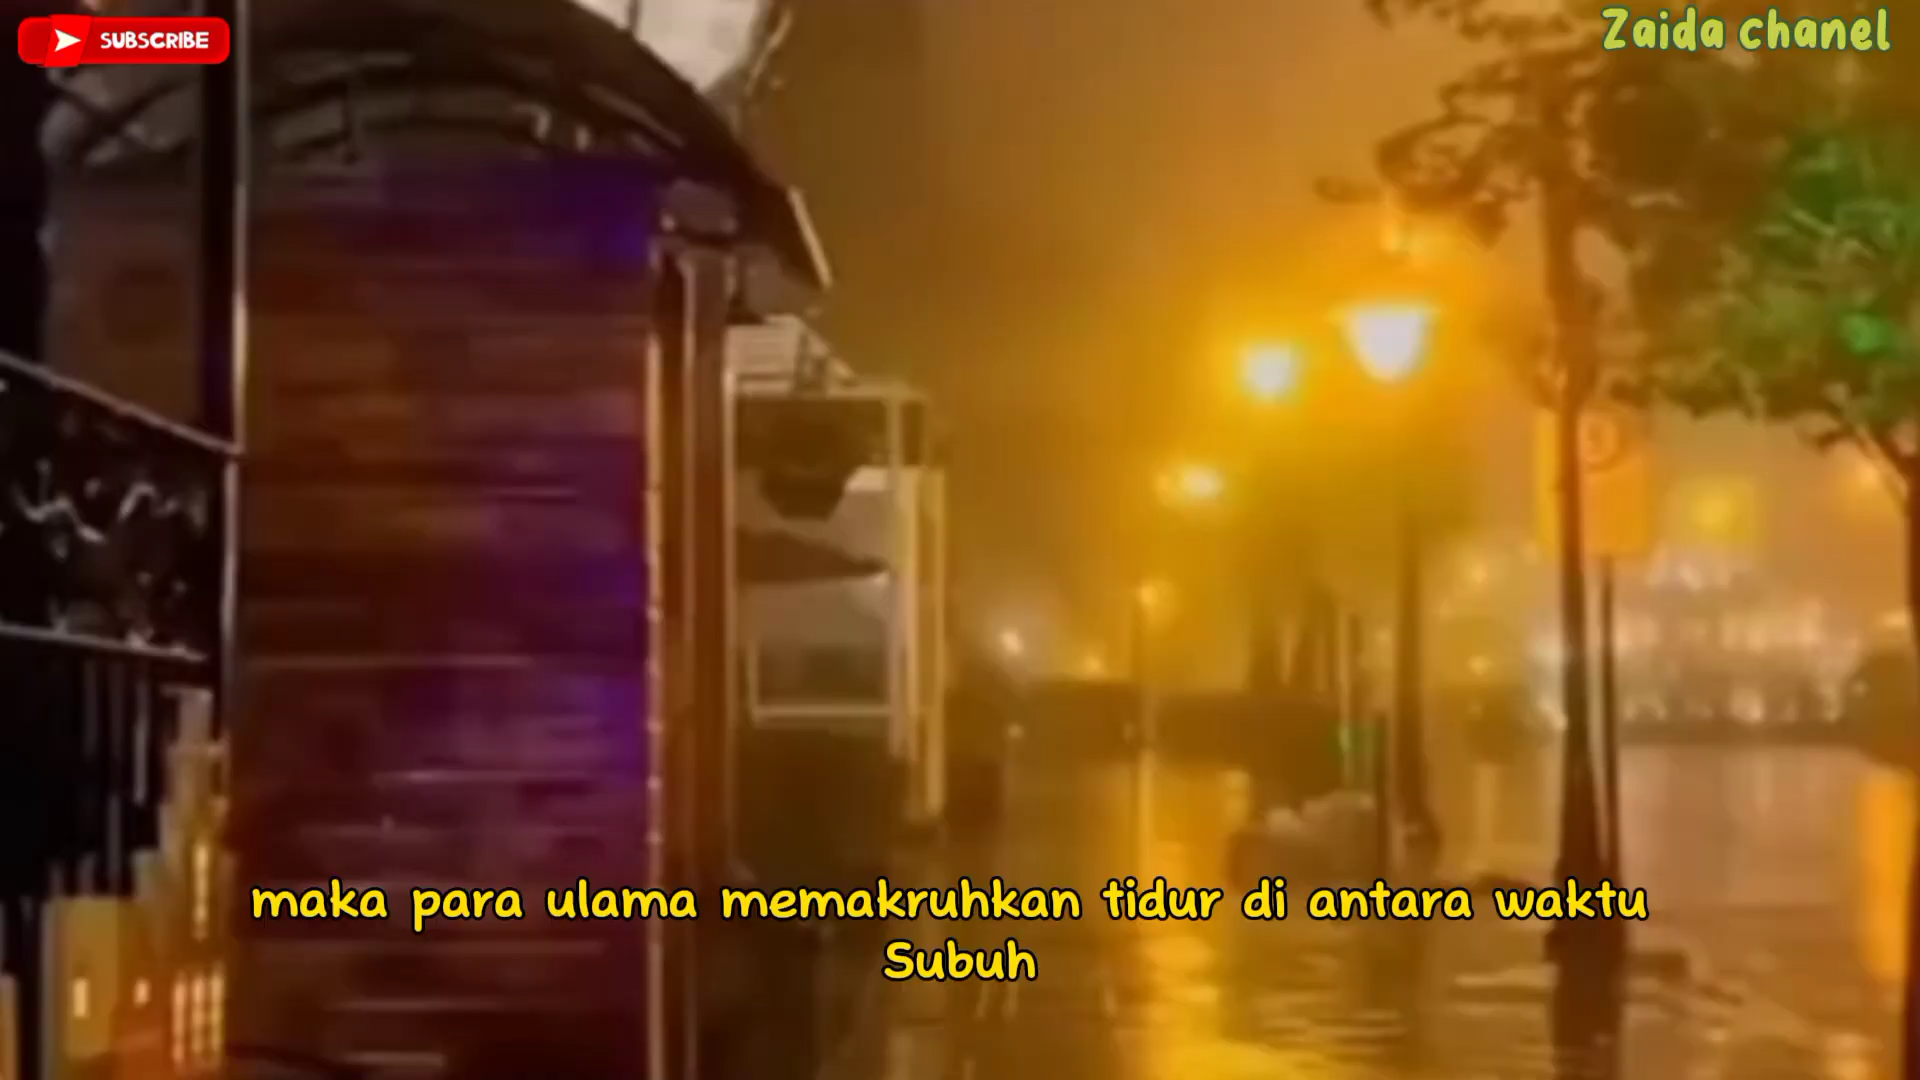 SUBSCRIBE
Zaida chanel
maka para ulama memakruhkan tidur di antara waktu
Subuh